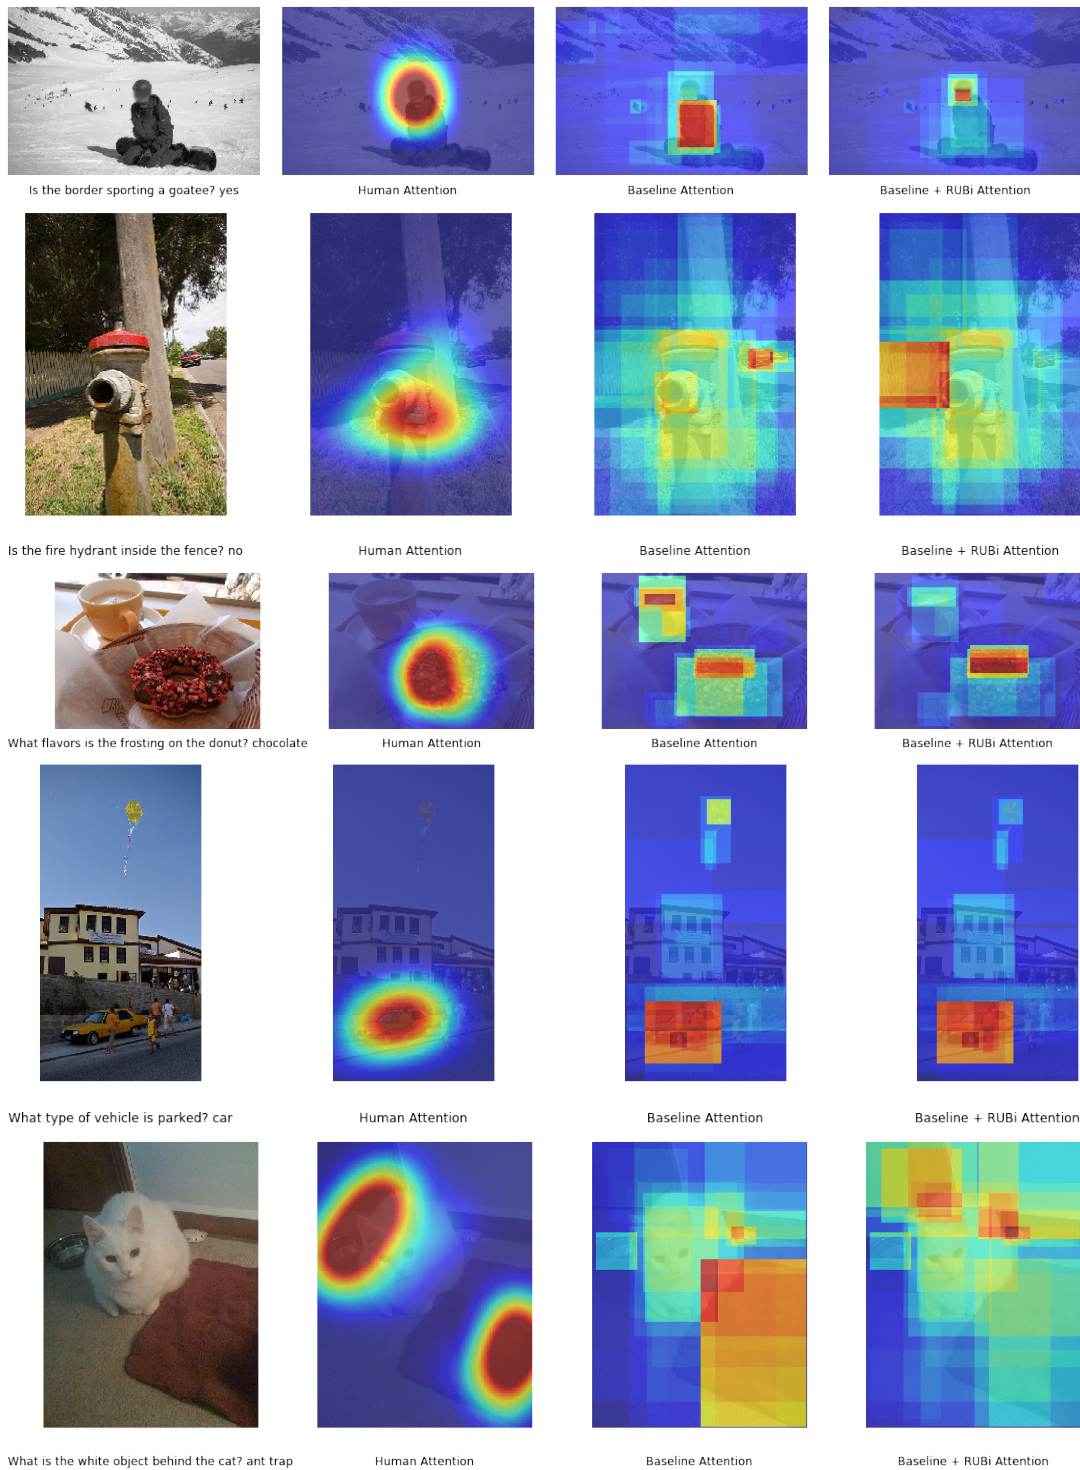 Is the border sporting a goatee? yes
Human Attention
Baseline Attention
Baseline + RUBi Attention
Is the fire hydrant inside the fence? no
Human Attention
Baseline Attention
Baseline + RUBi Attention
What flavors is the frosting on the donut? chocolate
Human Attention
Baseline Attention
Baseline + RUBi Attention
What type of vehicle is parked? car
Human Attention
Baseline Attention
Baseline + RUBi Attention
What is the white object behind the cat? ant trap
Human Attention
Baseline Attention
Baseline + RUBi Attention